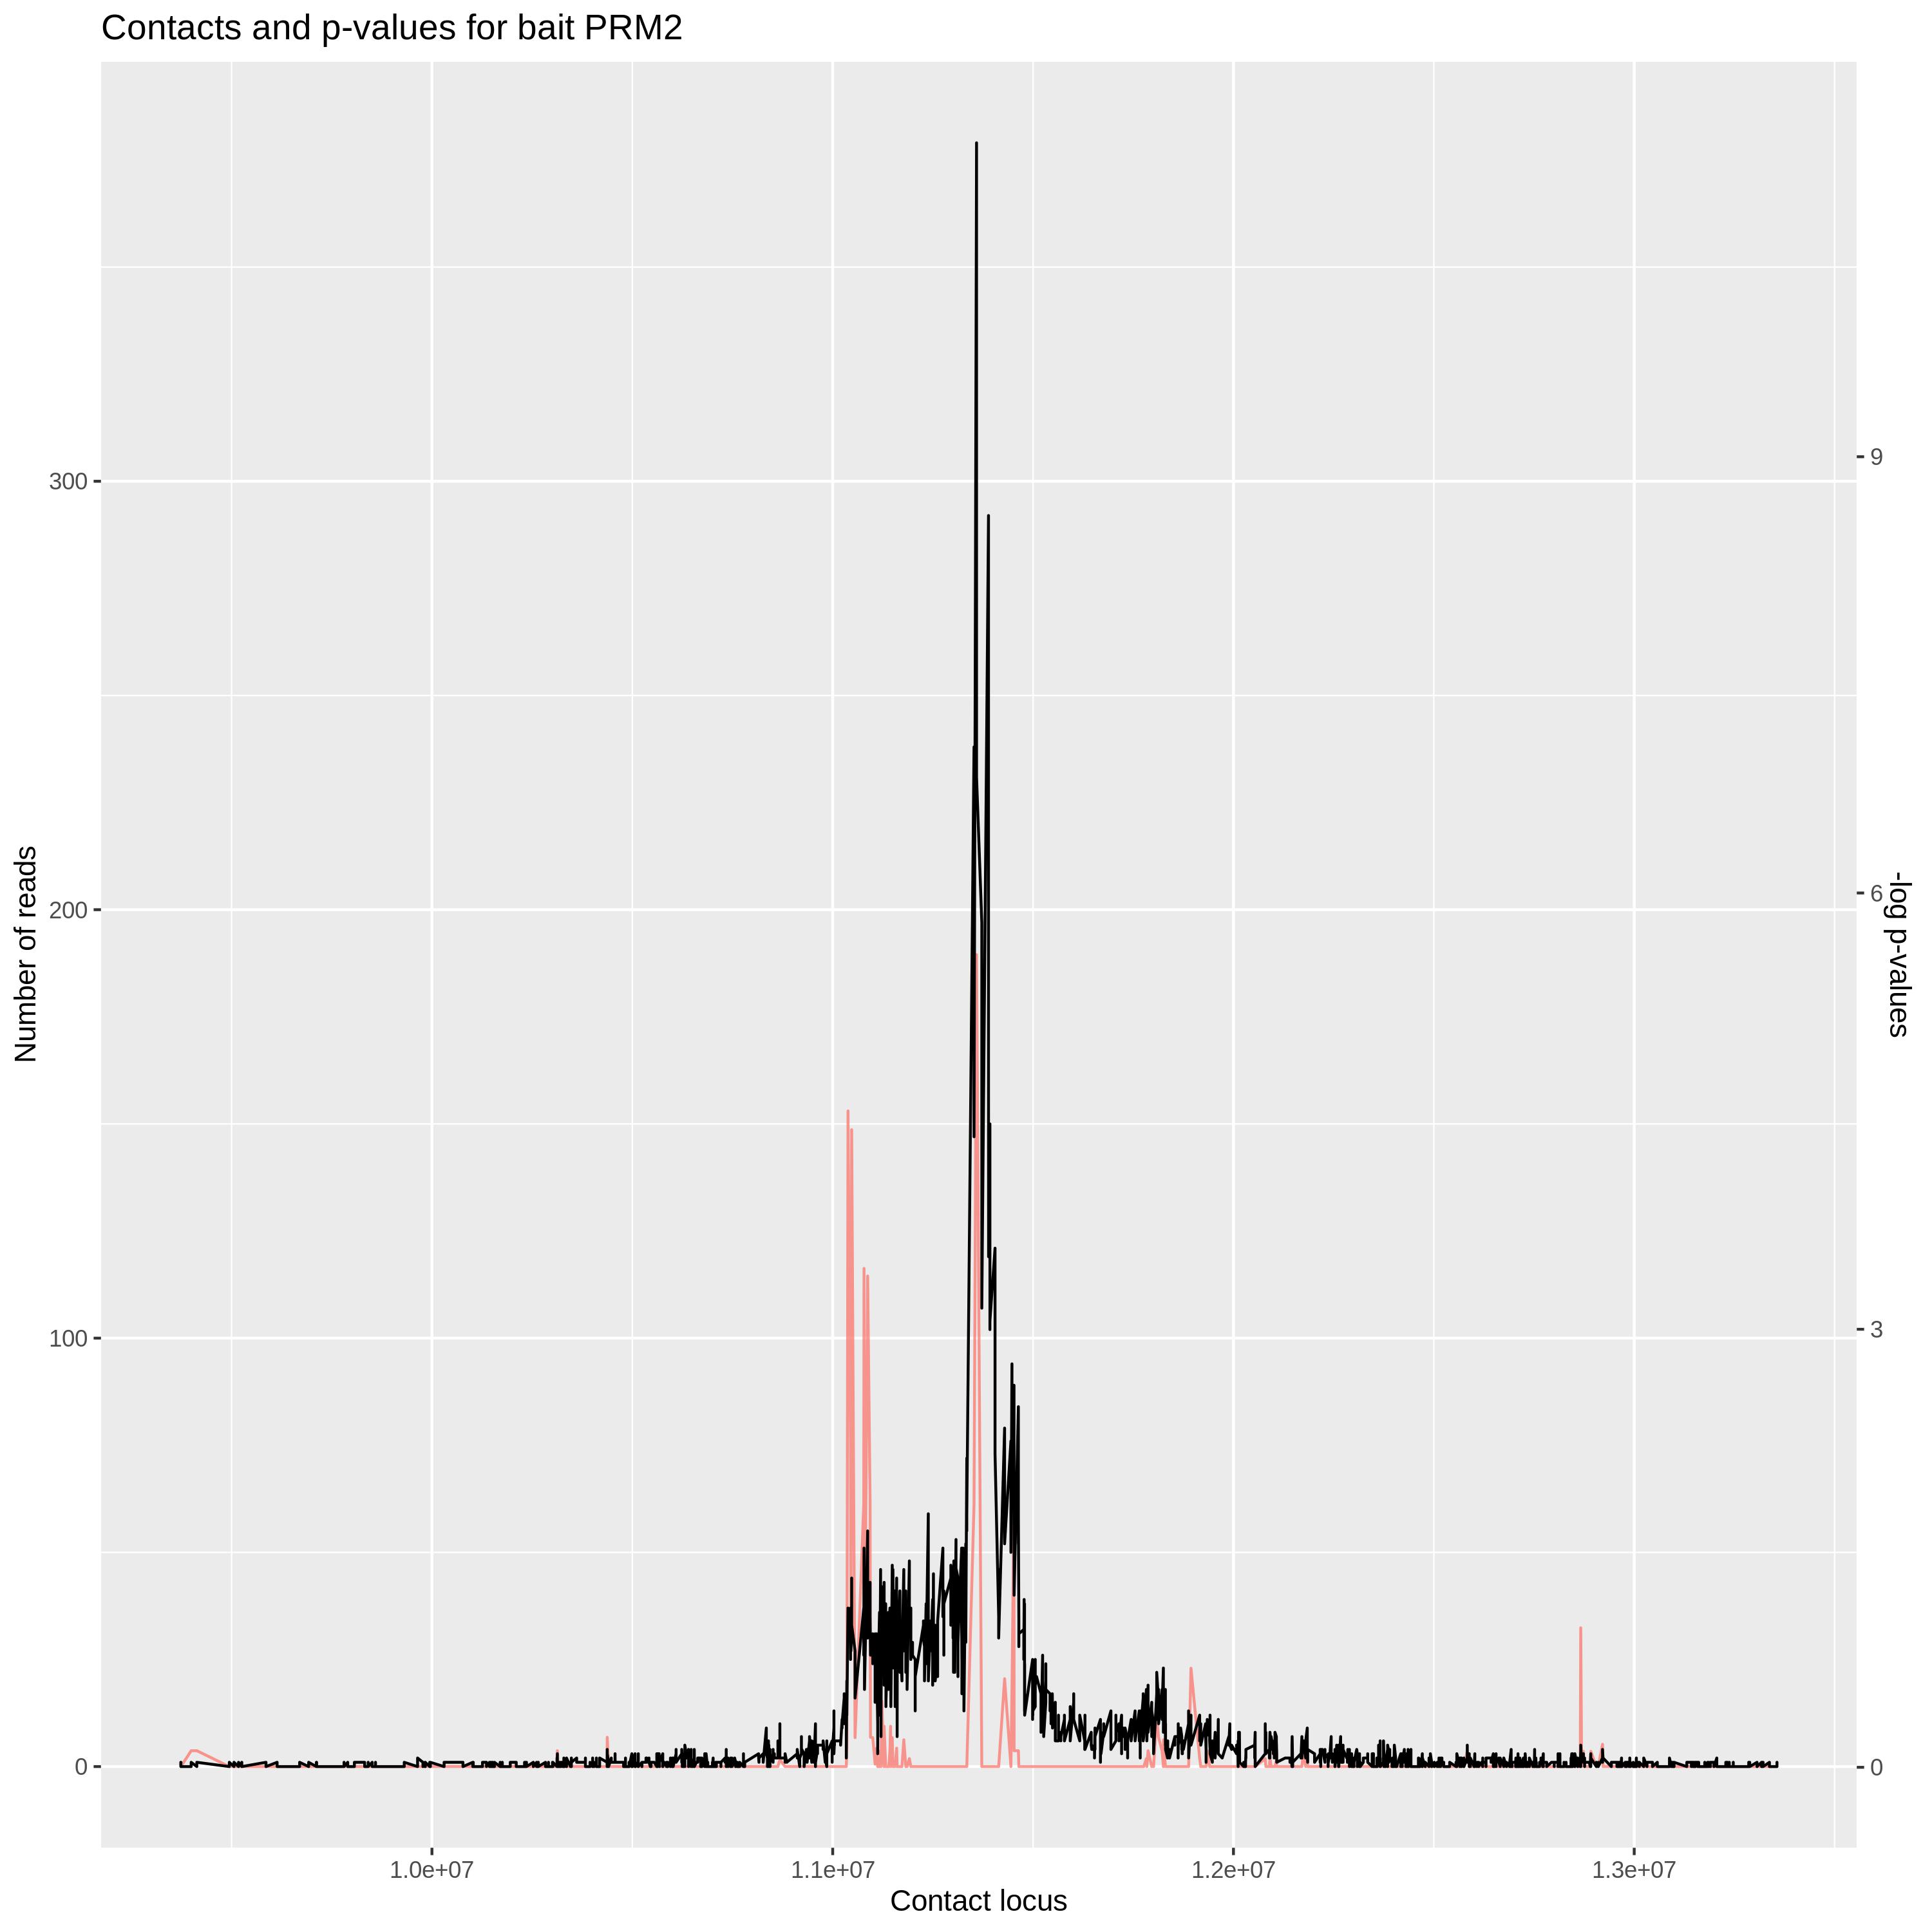 Contacts and p-values for bait PRM2
300
200
100
0
Number of reads
9
6
3
0
-log p-values
1.0e+07
1.1e+07
1.2e+07
1.3e+07
Contact locus